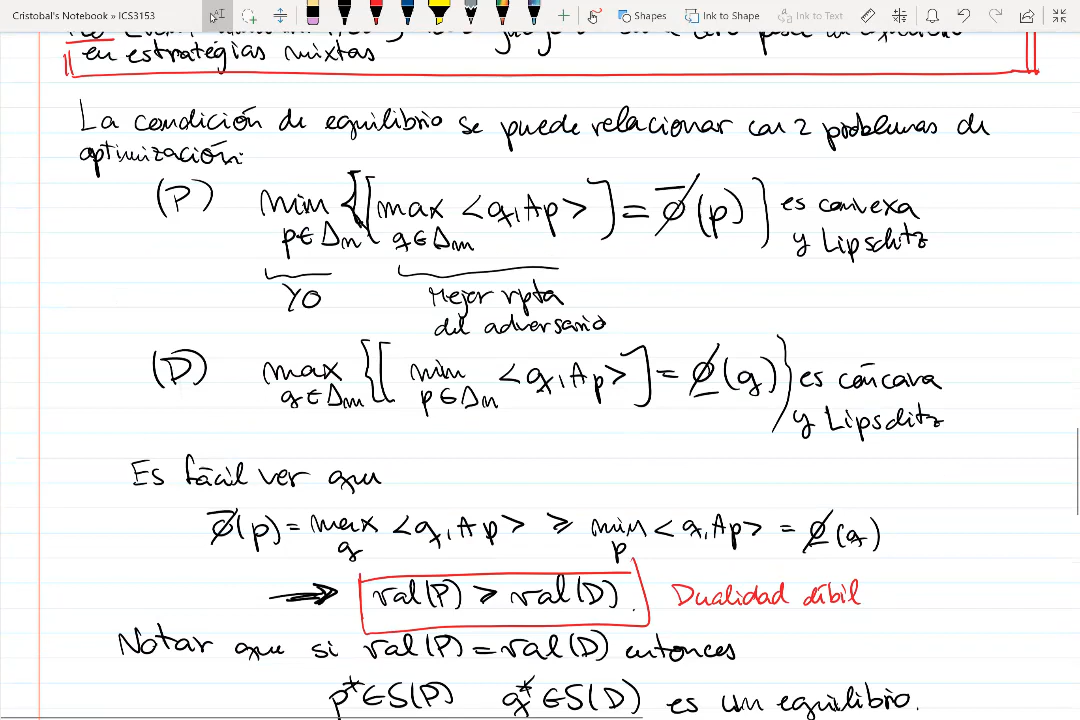 Cristobal's Notebook » ICS3153
Shapes Ink to Shape Ink to Text
en estrategias mixtas
La condición de equilibrio se puede relacionar con 2 problemas de
optimización:
(P) min {[max <q,Ap>] = φ̅(p)} es convexa
p∈Δn q∈Δm y Lipschitz
YO Mejor rpta
del adversario
(D) max {[min <q,Ap>] = φ̲(q)} es cóncava
q∈Δm p∈Δn y Lipschitz
Es fácil ver que
φ̅(p) = max <q,Ap> ≥ min <q,Ap> = φ̲(q)
q p
⇒ val(P) ≥ val(D). Dualidad débil
Notar que si val(P) = val(D) entonces
p*∈S(P) q*∈S(D) es un equilibrio.